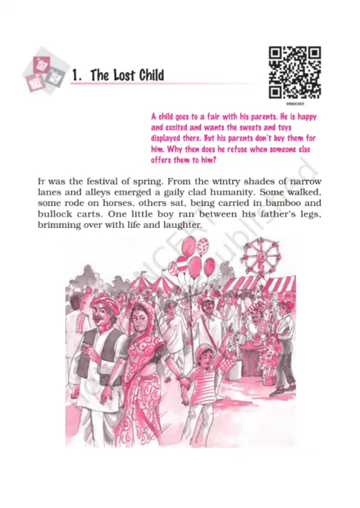 1. The Lost Child
A child goes to a fair with his parents. He is happy
and excited and wants the sweets and toys
displayed there. But his parents don't buy them for
him. Why then does he refuse when someone else
offers them to him?
IT was the festival of spring. From the wintry shades of narrow
lanes and alleys emerged a gaily clad humanity. Some walked,
some rode on horses, others sat, being carried in bamboo and
bullock carts. One little boy ran between his father's legs,
brimming over with life and laughter.